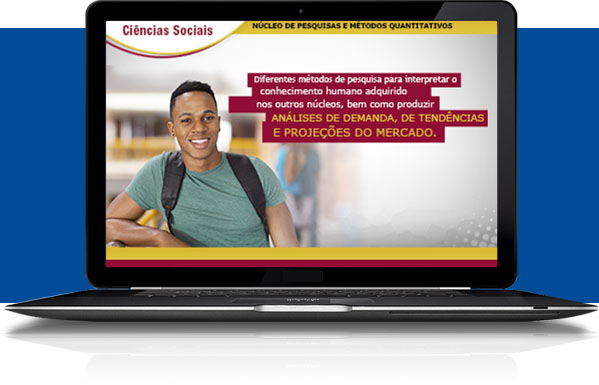 Ciências Sociais
NÚCLEO DE PESQUISAS E MÉTODOS QUANTITATIVOS
Diferentes métodos de pesquisa para interpretar o
conhecimento humano adquirido
nos outros núcleos, bem como produzir
ANÁLISES DE DEMANDA, DE TENDÊNCIAS
E PROJEÇÕES DO MERCADO.